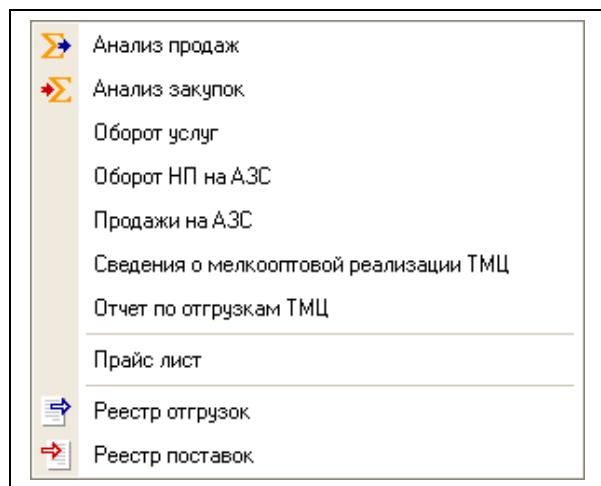 Анализ продаж
Анализ закупок
Оборот услуг
Оборот НП на АЗС
Продажи на АЗС
Сведения о мелкооптовой реализации ТМЦ
Отчет по отгрузкам ТМЦ
Прайс лист
Реестр отгрузок
Реестр поставок